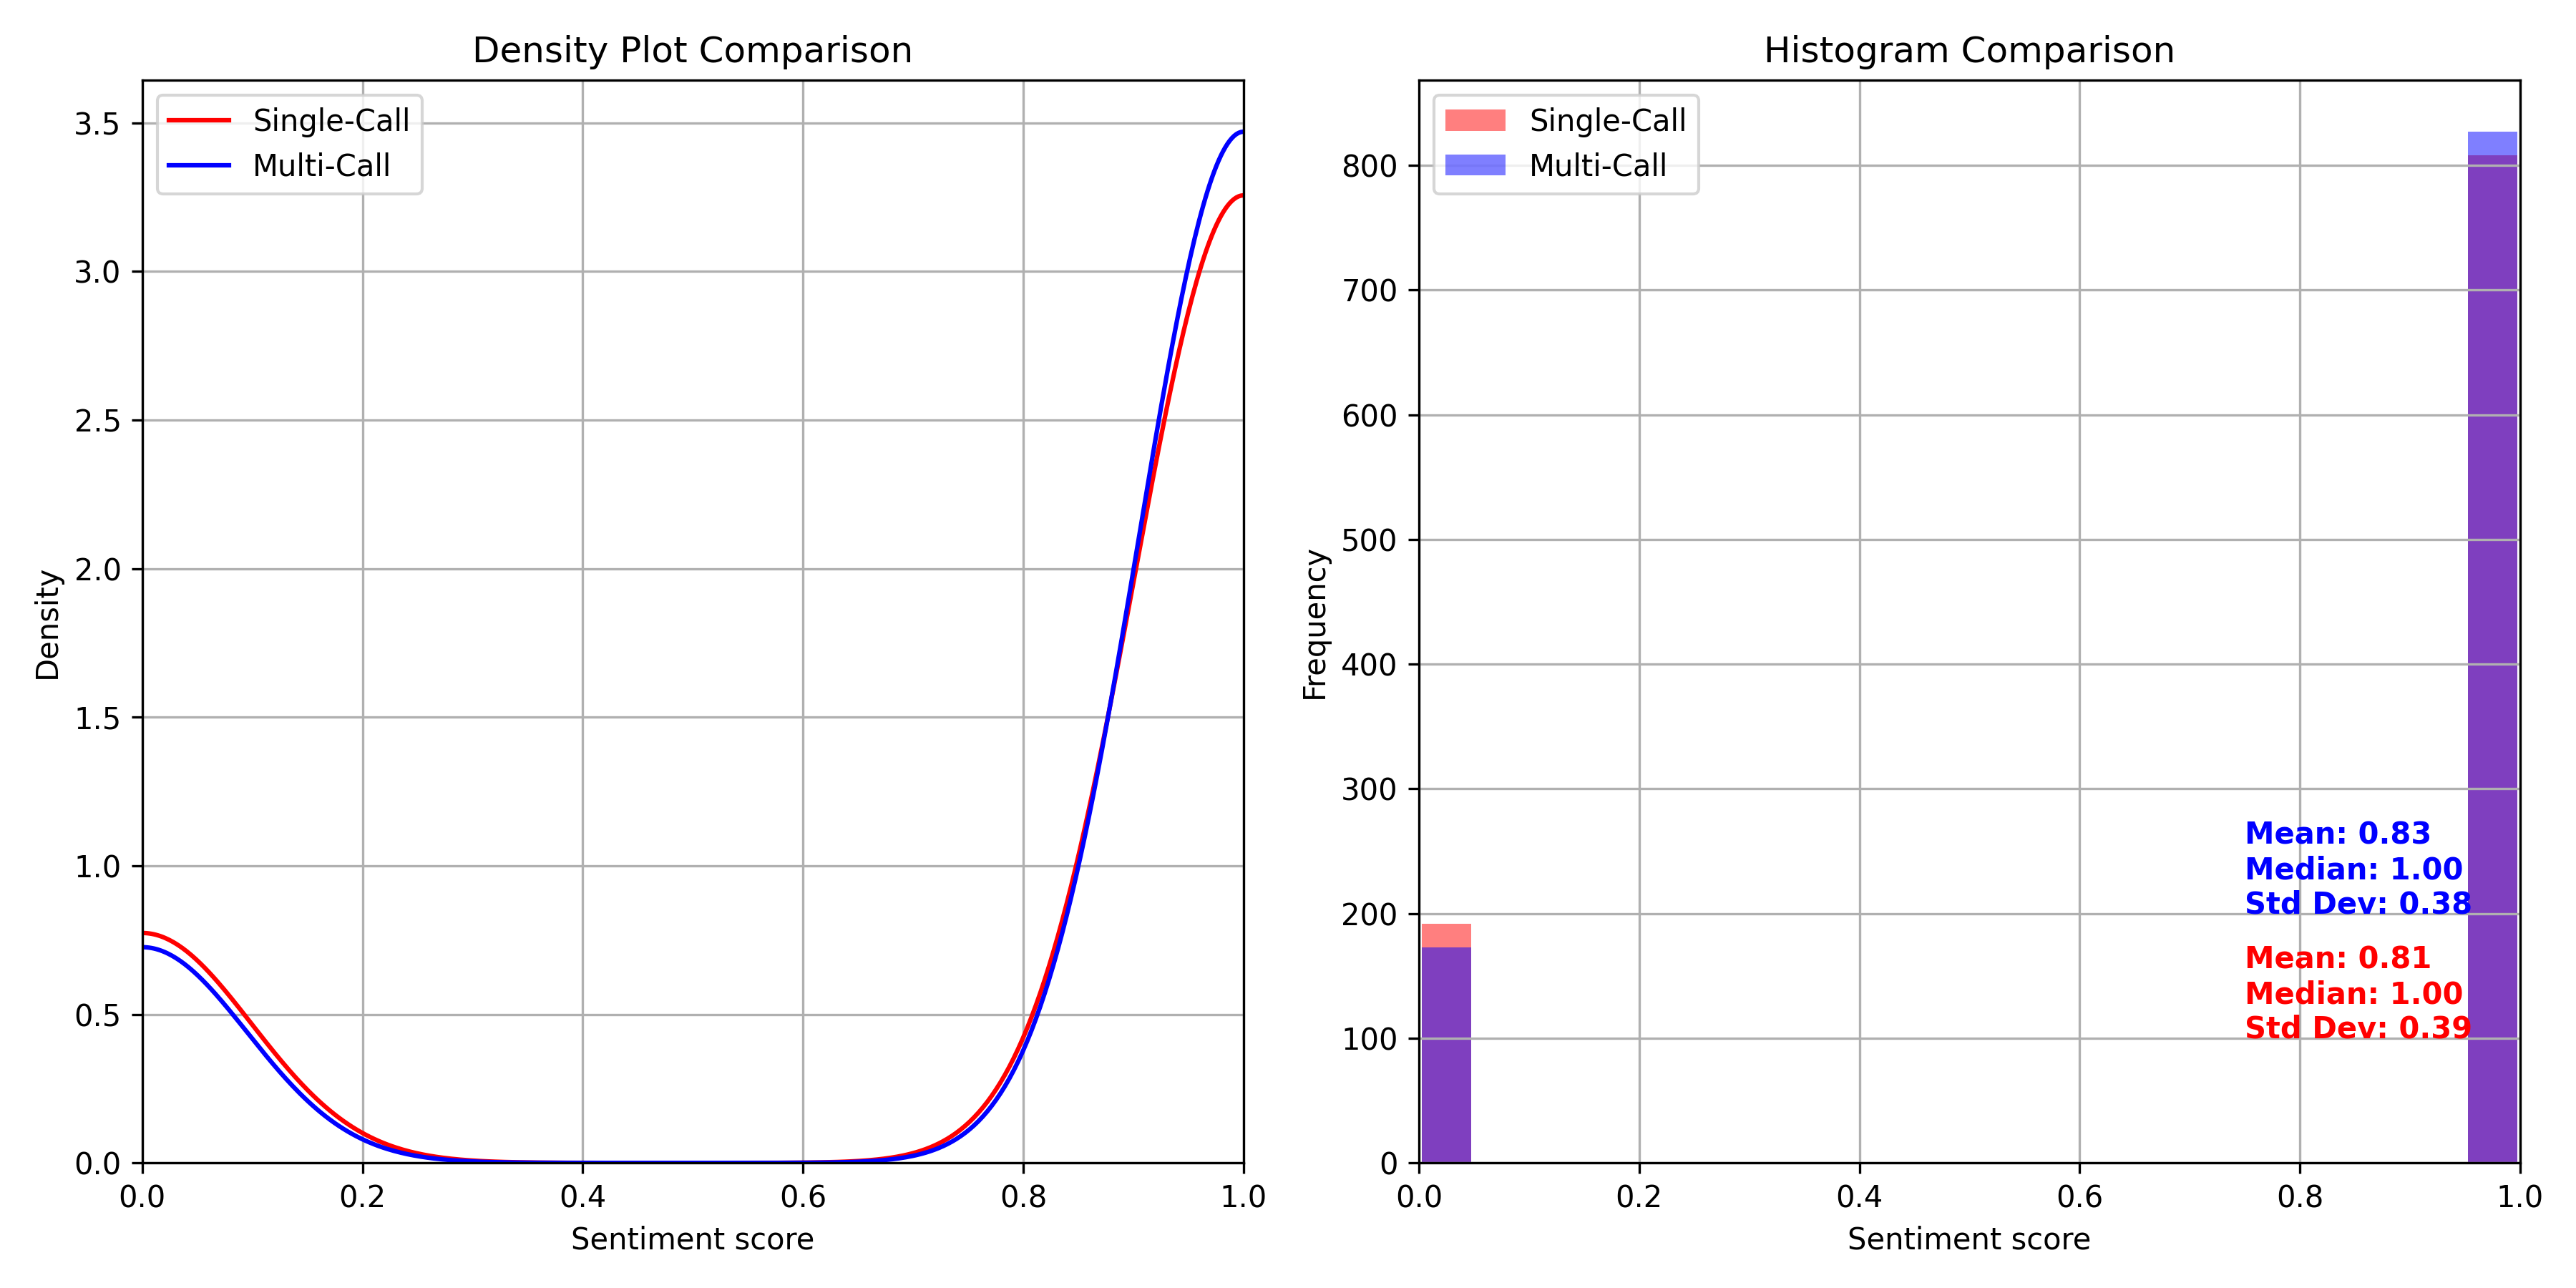 Density Plot Comparison
Single-Call
Multi-Call
3.5
3.0
2.5
2.0
1.5
1.0
0.5
0.0
Density
0.0 0.2 0.4 0.6 0.8 1.0
Sentiment score
Histogram Comparison
Single-Call
Multi-Call
800
700
600
500
400
300
200
100
0
Frequency
Mean: 0.83
Median: 1.00
Std Dev: 0.38
Mean: 0.81
Median: 1.00
Std Dev: 0.39
0.0 0.2 0.4 0.6 0.8 1.0
Sentiment score